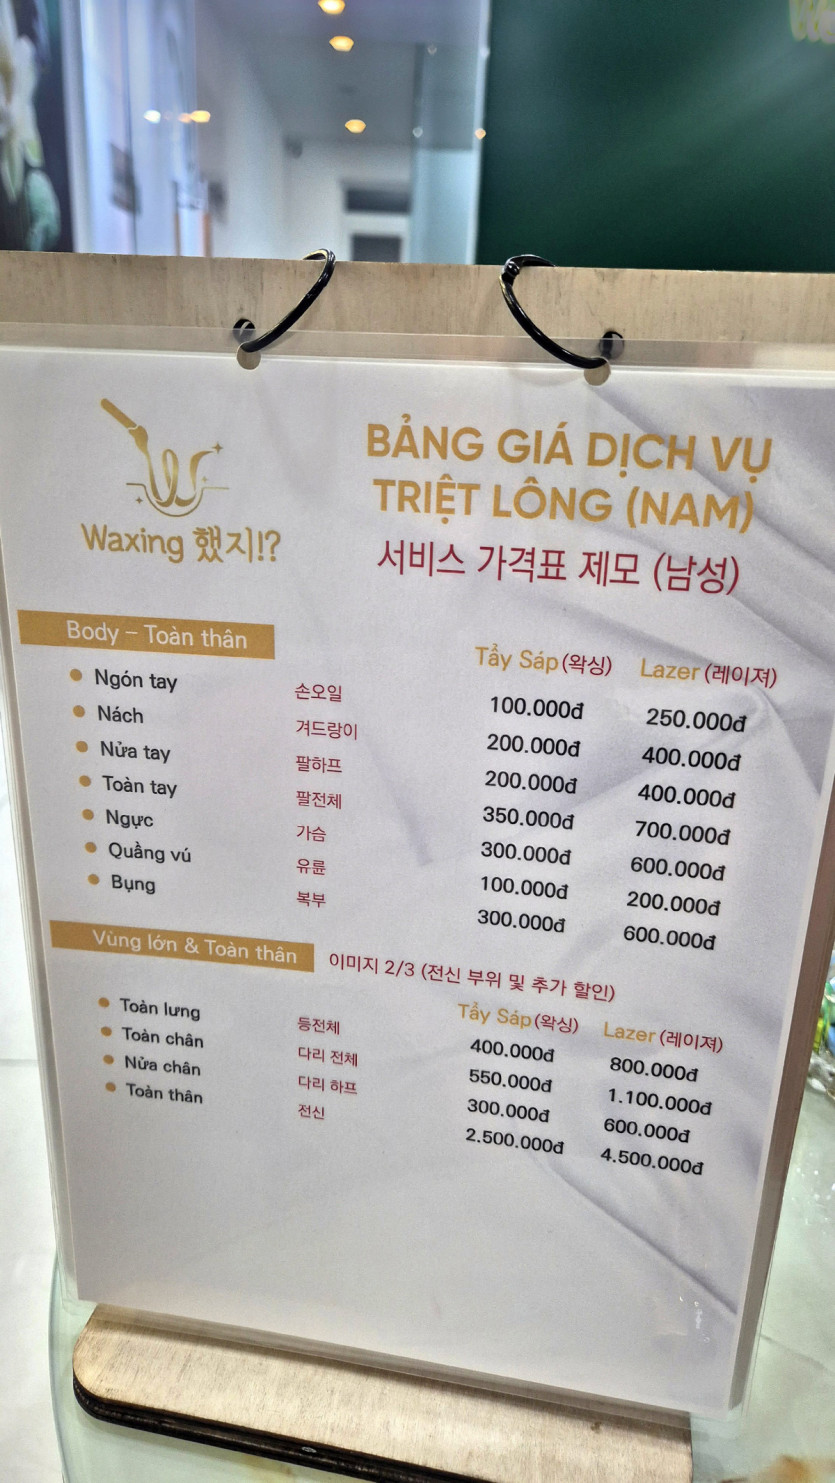 Waxing 했지!?
BẢNG GIÁ DỊCH VỤ
TRIỆT LÔNG (NAM)
서비스 가격표 제모 (남성)
Body – Toàn thân
Tẩy Sáp (왁싱) Lazer (레이져)
Ngón tay 손오일 100.000đ 250.000đ
Nách 겨드랑이 200.000đ 400.000đ
Nửa tay 팔하프 200.000đ 400.000đ
Toàn tay 팔전체 350.000đ 700.000đ
Ngực 가슴 300.000đ 600.000đ
Quầng vú 유륜 100.000đ 200.000đ
Bụng 복부 300.000đ 600.000đ
Vùng lớn & Toàn thân 이미지 2/3 (전신 부위 및 추가 할인)
Tẩy Sáp (왁싱) Lazer (레이져)
Toàn lưng 등전체 400.000đ 800.000đ
Toàn chân 다리 전체 550.000đ 1.100.000đ
Nửa chân 다리 하프 300.000đ 600.000đ
Toàn thân 전신 2.500.000đ 4.500.000đ